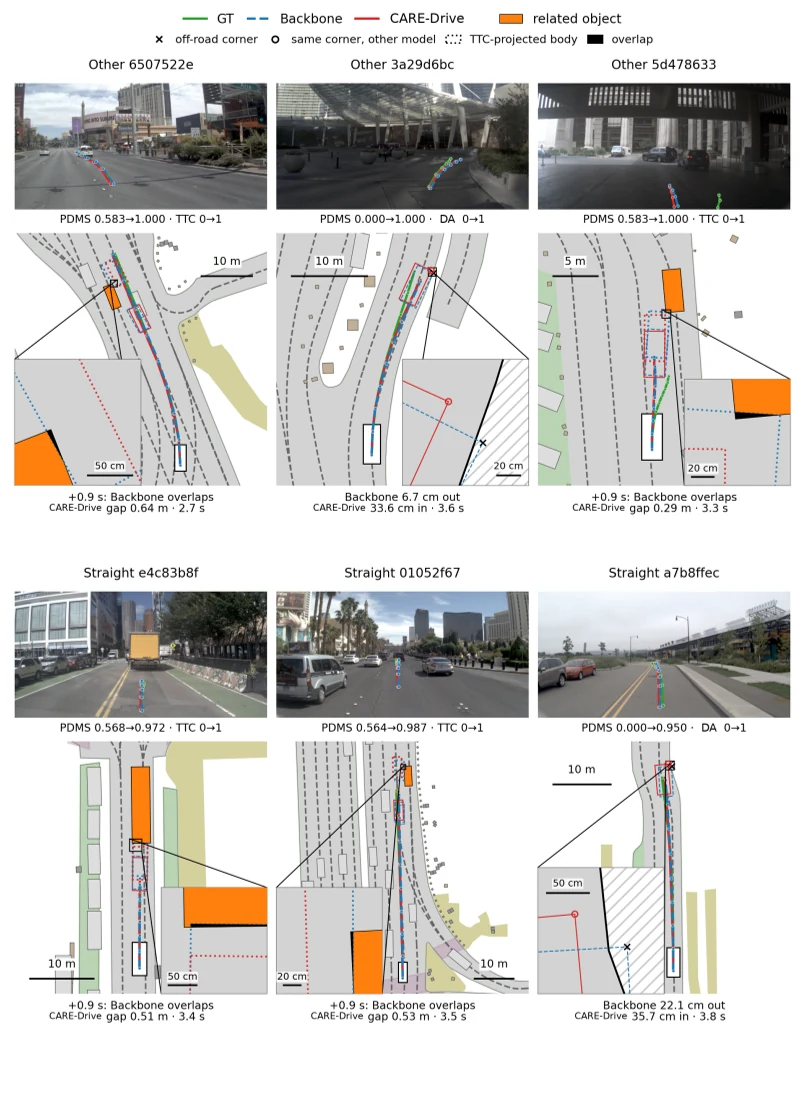 GT Backbone CARE-Drive related object
off-road corner same corner, other model TTC-projected body overlap
Other 6507522e Other 3a29d6bc Other 5d478633
PDMS 0.583→1.000 · TTC 0→1 PDMS 0.000→1.000 · DA 0→1 PDMS 0.583→1.000 · TTC 0→1
10 m 10 m 5 m
50 cm 20 cm 20 cm
+0.9 s: Backbone overlaps Backbone 6.7 cm out +0.9 s: Backbone overlaps
CARE-Drive gap 0.64 m · 2.7 s CARE-Drive 33.6 cm in · 3.6 s CARE-Drive gap 0.29 m · 3.3 s
Straight e4c83b8f Straight 01052f67 Straight a7b8ffec
PDMS 0.568→0.972 · TTC 0→1 PDMS 0.564→0.987 · TTC 0→1 PDMS 0.000→0.950 · DA 0→1
10 m
50 cm
10 m 10 m
50 cm 20 cm
+0.9 s: Backbone overlaps +0.9 s: Backbone overlaps Backbone 22.1 cm out
CARE-Drive gap 0.51 m · 3.4 s CARE-Drive gap 0.53 m · 3.5 s CARE-Drive 35.7 cm in · 3.8 s